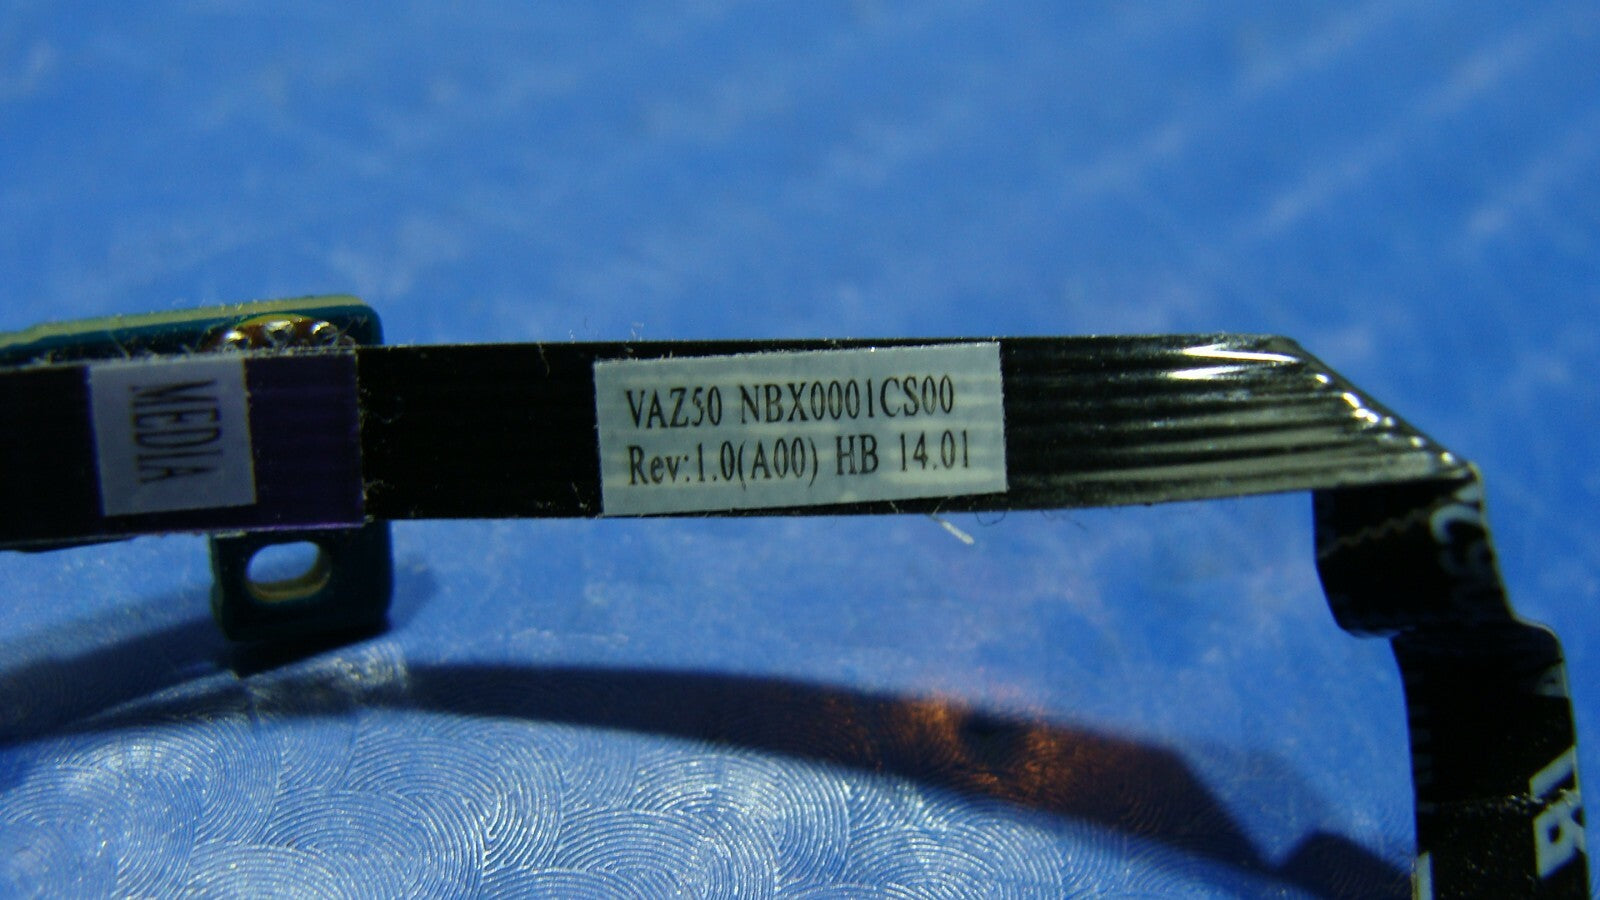 MEDIA
VAZ50 NBX0001CS00
Rev:1.0(A00) HB 14.01